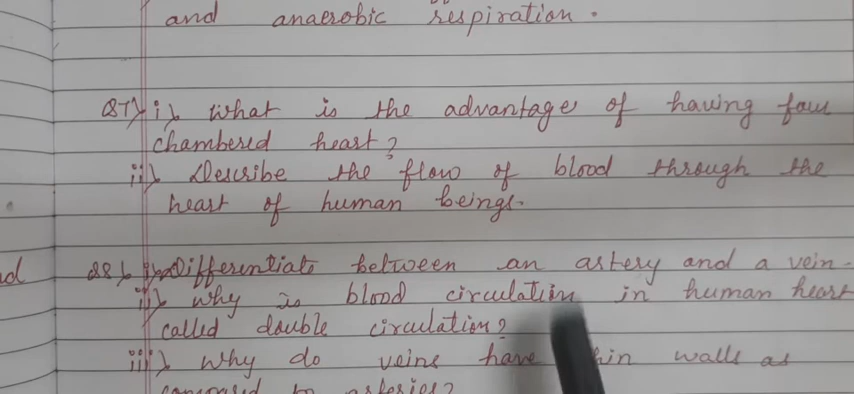 and anaerobic respiration.
Q7) i) What is the advantage of having four
chambered heart?
ii) Describe the flow of blood through the
heart of human beings.
Q8) i) Differentiate between an artery and a vein.
ii) Why is blood circulation in human heart
called double circulation?
iii) Why do veins have walls as
to arteries?